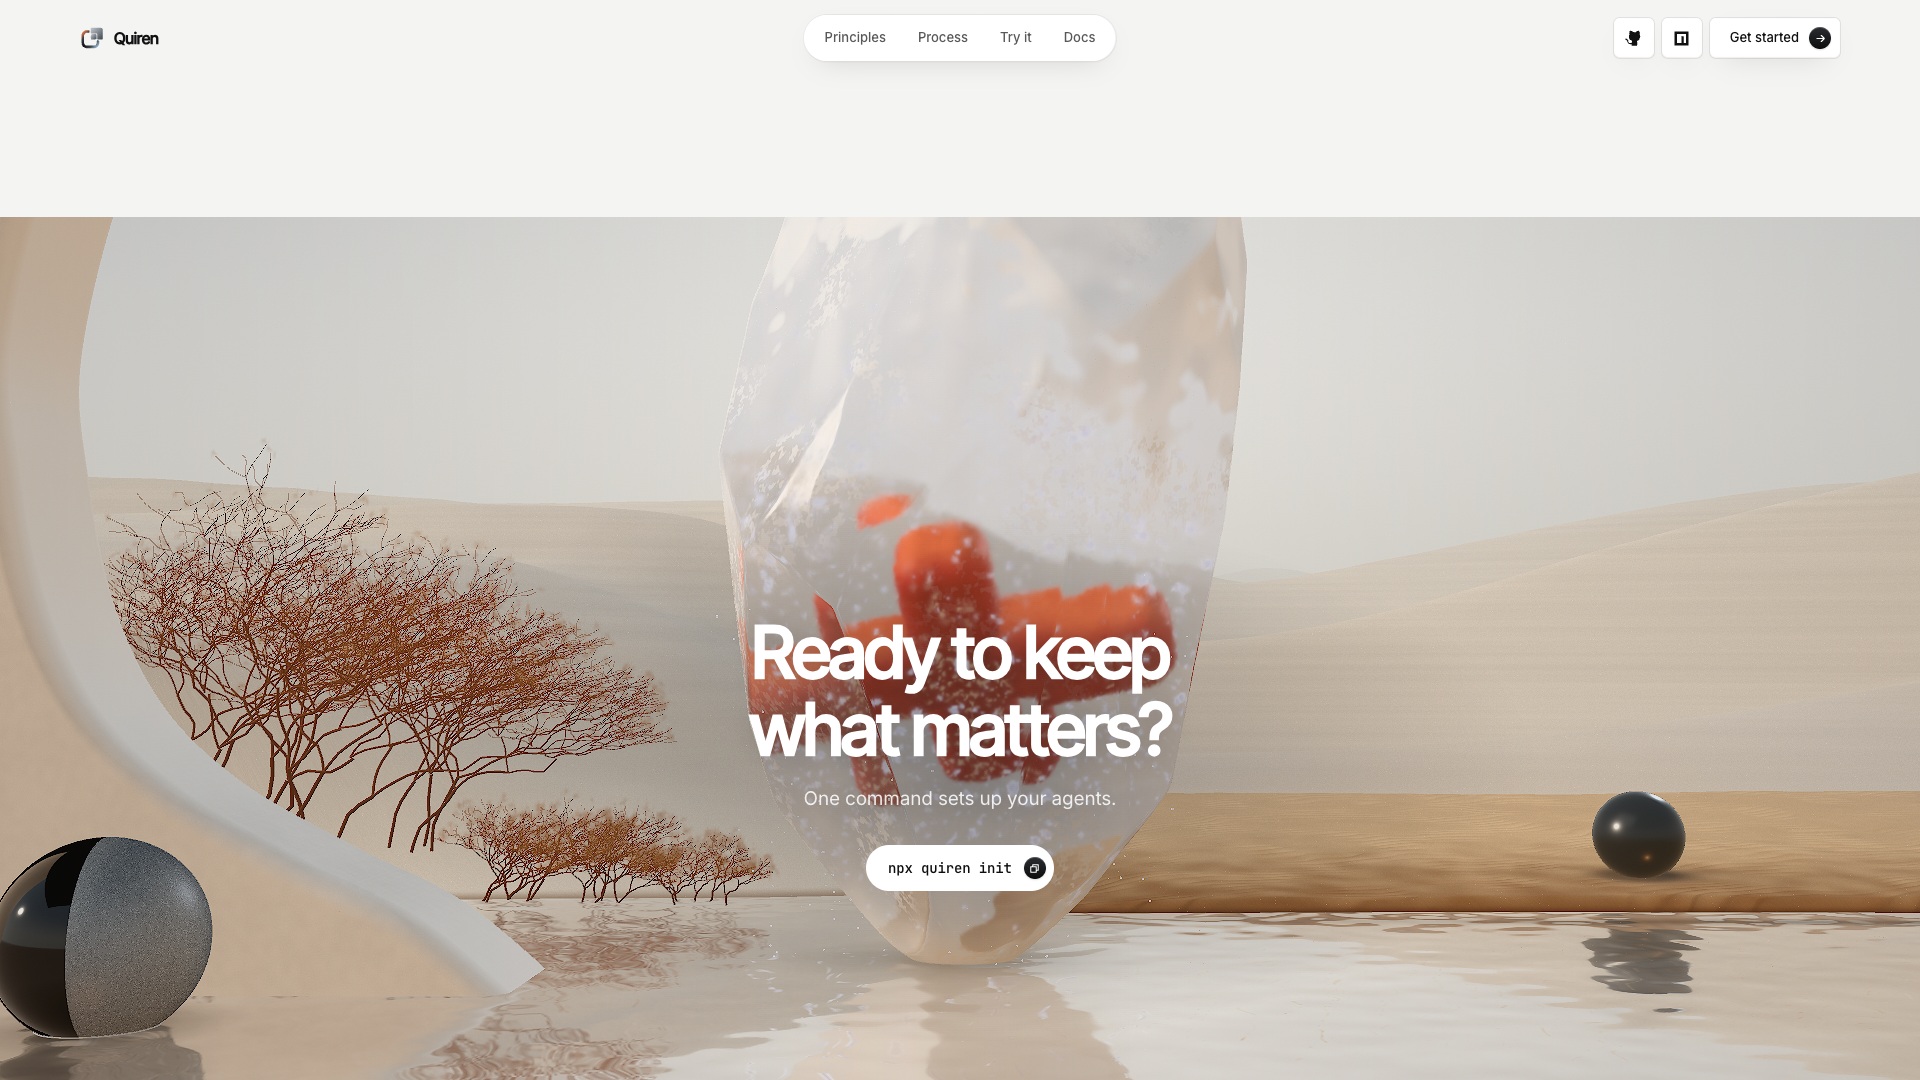 Quiren
Principles
Process
Try it
Docs
Get started
Ready to keep
what matters?
One command sets up your agents.
npx quiren init